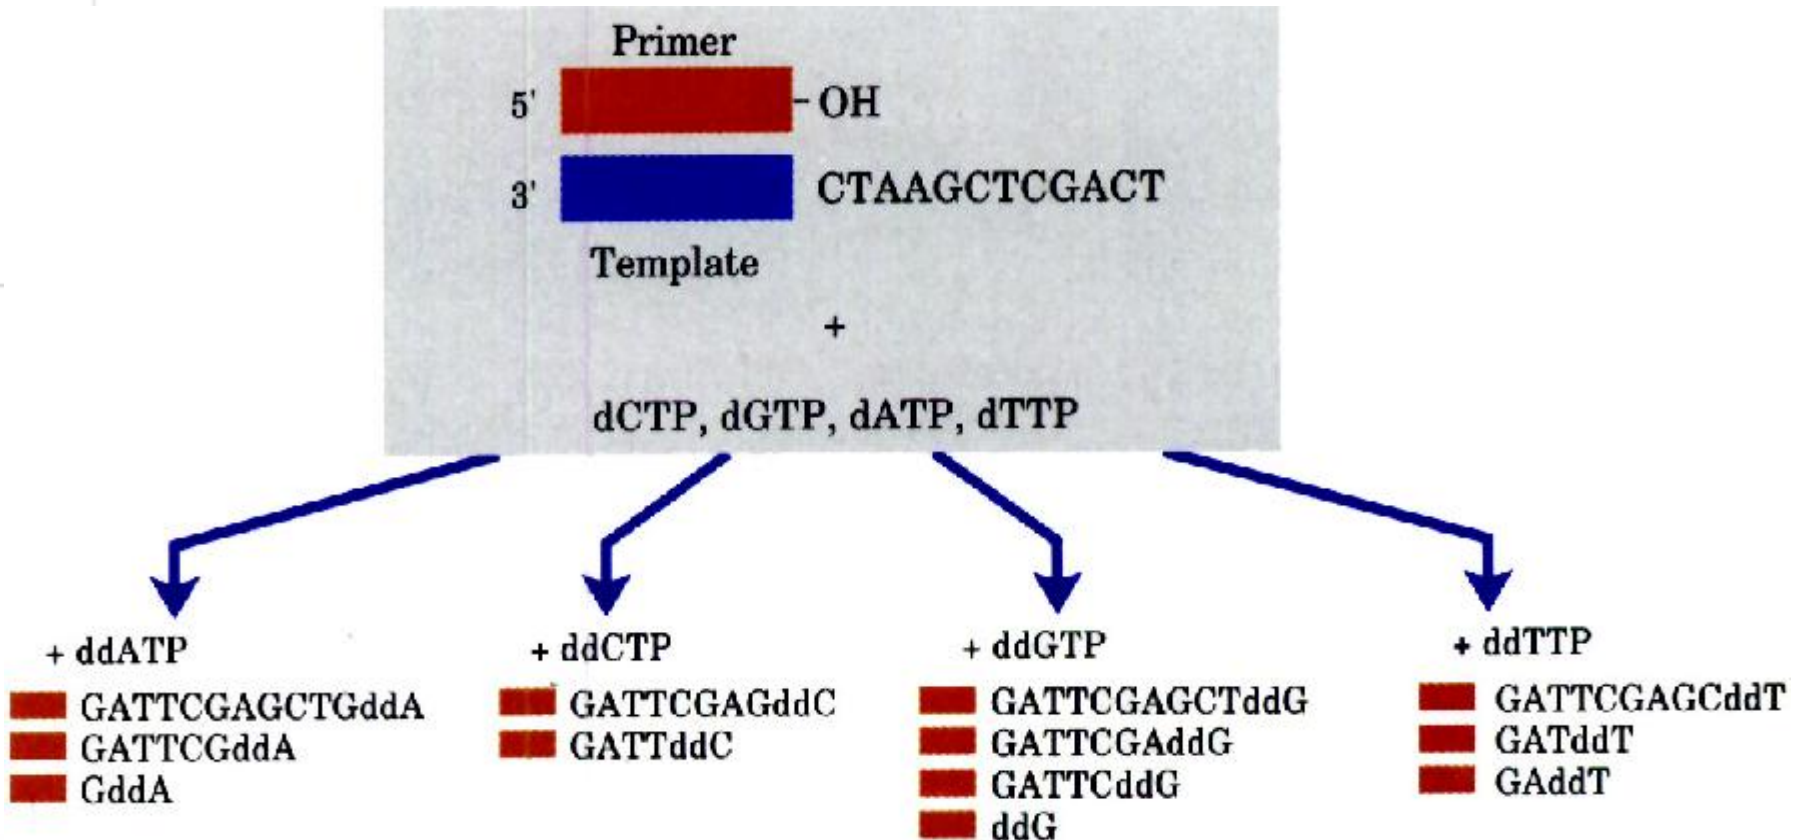 Primer
5' -OH
3' CTAAGCTCGACT
Template
+
dCTP, dGTP, dATP, dTTP
+ ddATP
GATTCGAGCTGddA
GATTCGddA
GddA
+ ddCTP
GATTCGAGddC
GATTddC
+ ddGTP
GATTCGAGCTddG
GATTCGAddG
GATTCddG
ddG
+ ddTTP
GATTCGAGCddT
GATddT
GAddT